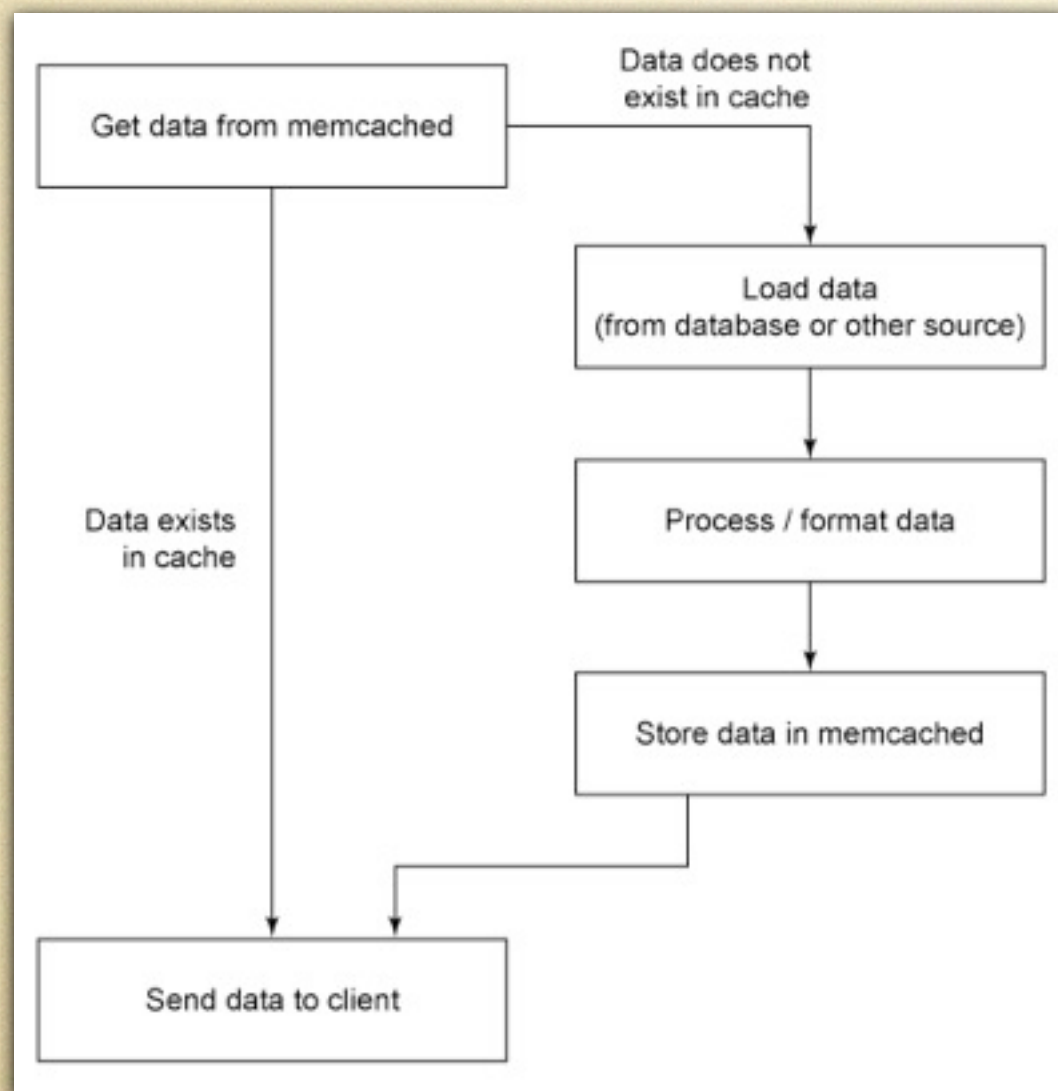 Data does not
exist in cache
Get data from memcached
Load data
(from database or other source)
Process / format data
Data exists
in cache
Store data in memcached
Send data to client